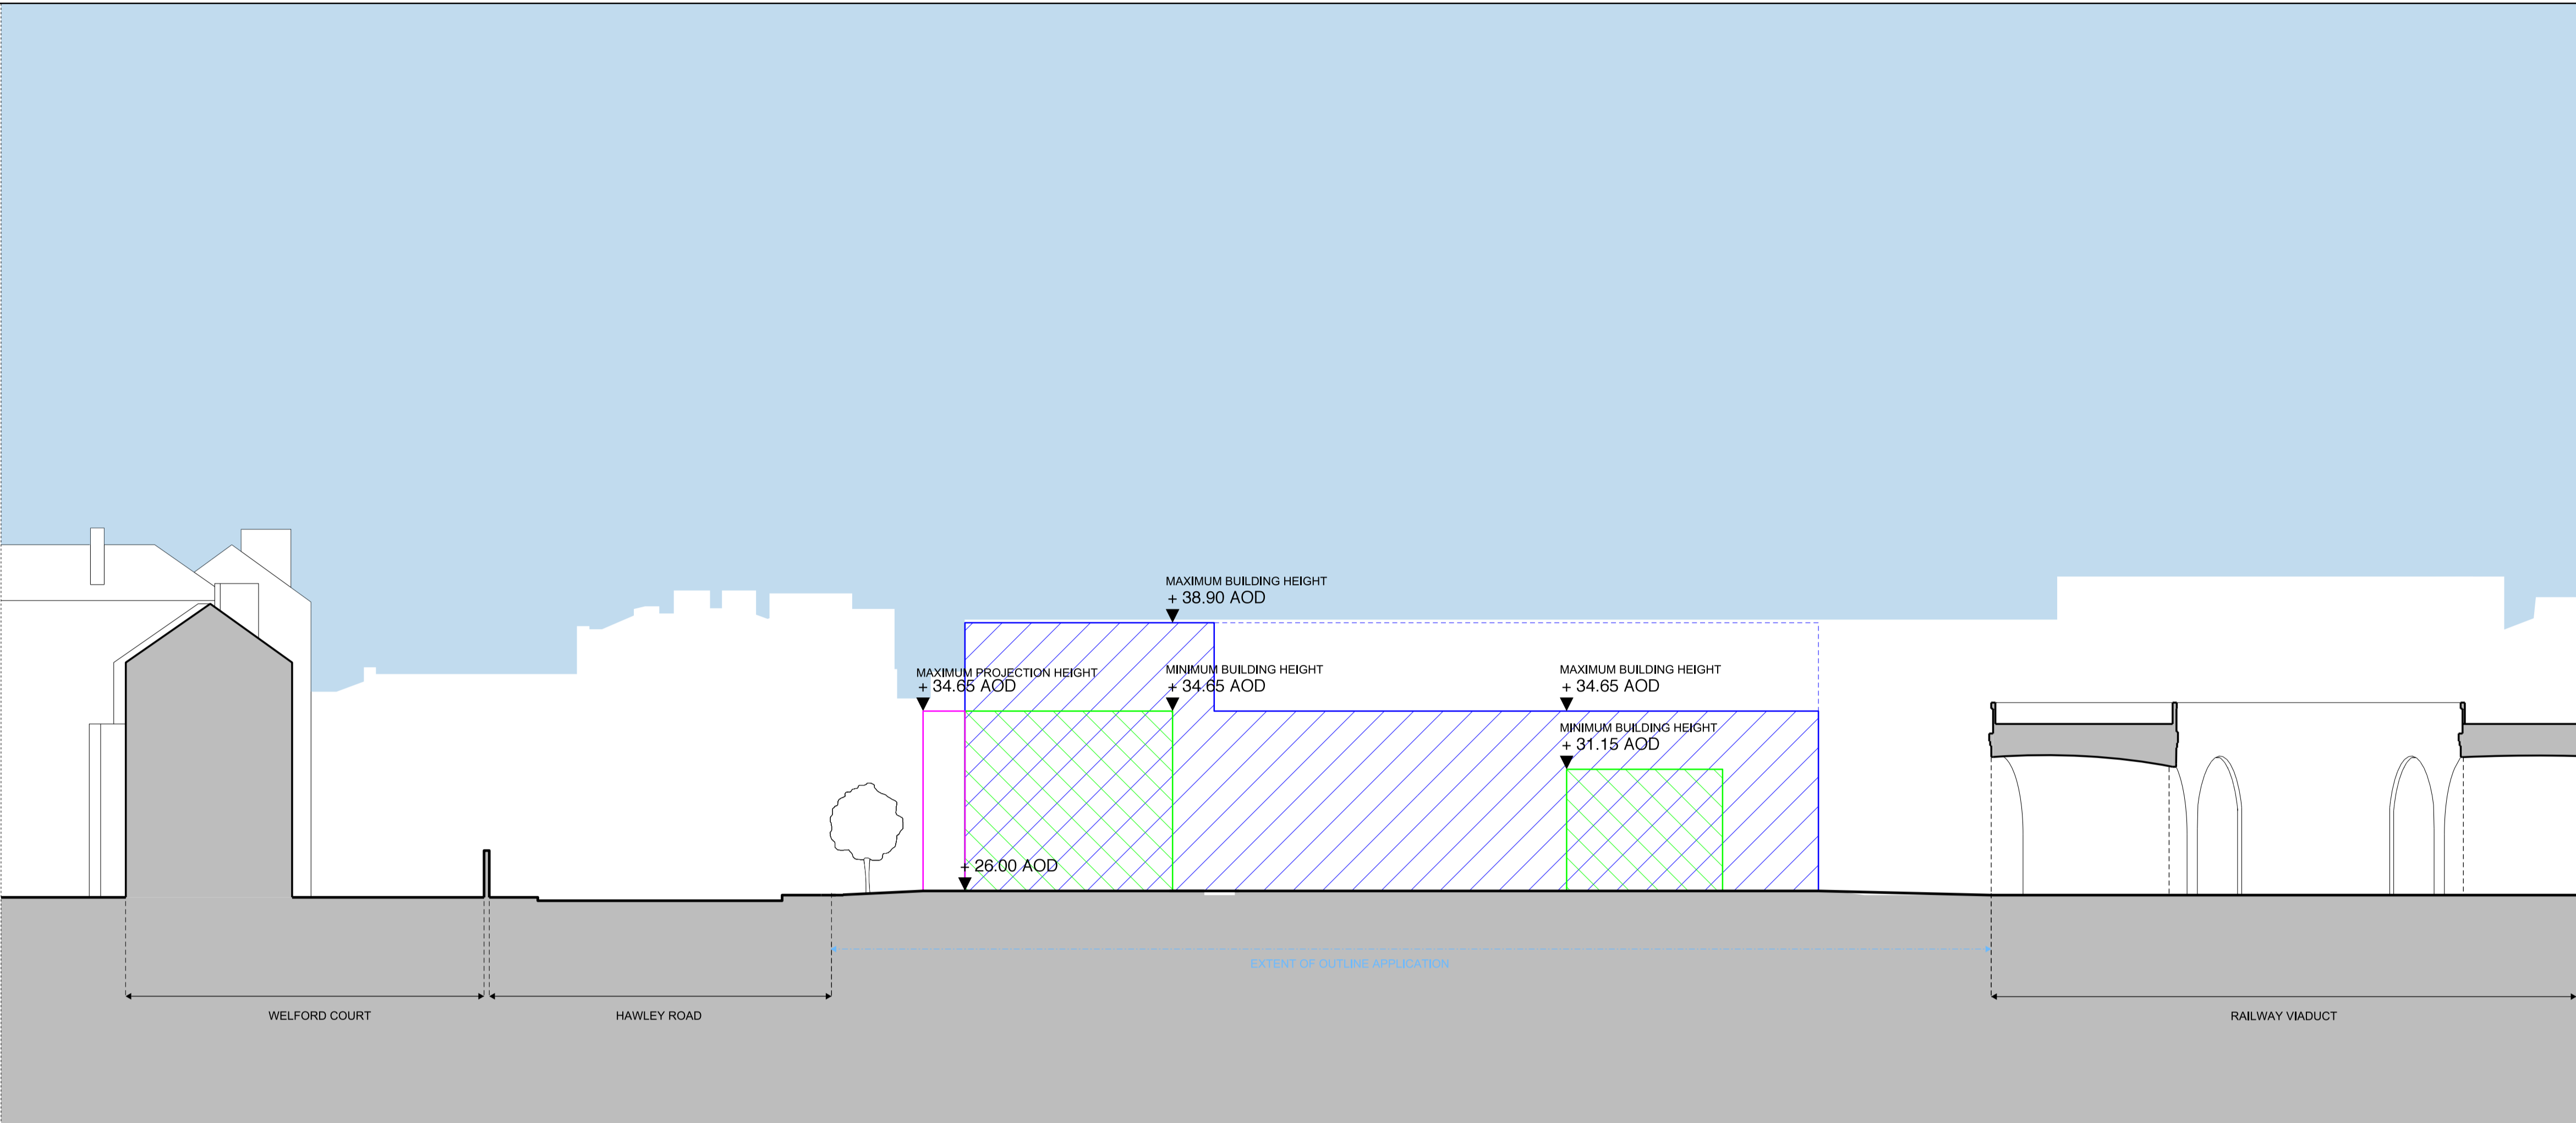 MAXIMUM BUILDING HEIGHT
+ 38.90 AOD
MAXIMUM PROJECTION HEIGHT
+ 34.65 AOD
MINIMUM BUILDING HEIGHT
+ 34.65 AOD
MAXIMUM BUILDING HEIGHT
+ 34.65 AOD
MINIMUM BUILDING HEIGHT
+ 31.15 AOD
+ 26.00 AOD
EXTENT OF OUTLINE APPLICATION
WELFORD COURT
HAWLEY ROAD
RAILWAY VIADUCT